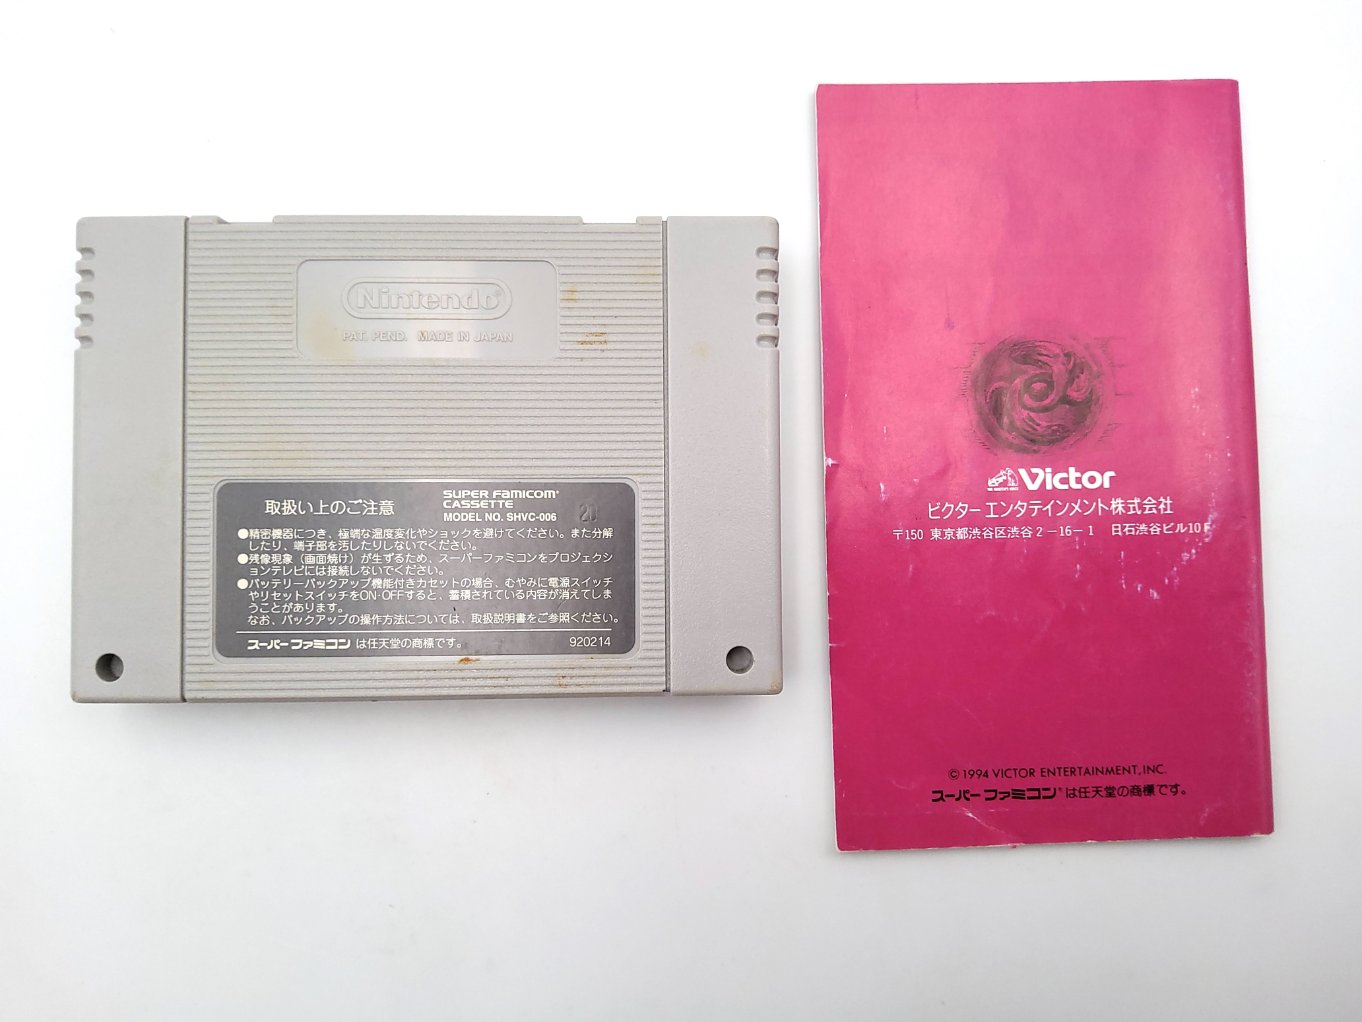 Nintendo®
PAT. PEND. MADE IN JAPAN
取扱い上のご注意
SUPER FAMICOM®
CASSETTE
MODEL NO. SHVC-006
20
●精密機器につき、極端な温度変化やショックを避けてください。また分解
したり、端子部を汚したりしないでください。
●残像現象(画面焼け)が生ずるため、スーパーファミコンをプロジェクシ
ョンテレビには接続しないでください。
●バッテリーバックアップ機能付きカセットの場合、むやみに電源スイッチ
やリセットスイッチをON·OFFすると、蓄積されている内容が消えてしま
うことがあります。
なお、バックアップの操作方法については、取扱説明書をご参照ください。
スーパーファミコン は任天堂の商標です。
920214
Victor
ビクター エンタテインメント株式会社
〒150 東京都渋谷区渋谷2-16-1 日石渋谷ビル10F
© 1994 VICTOR ENTERTAINMENT, INC.
スーパーファミコン® は任天堂の商標です。